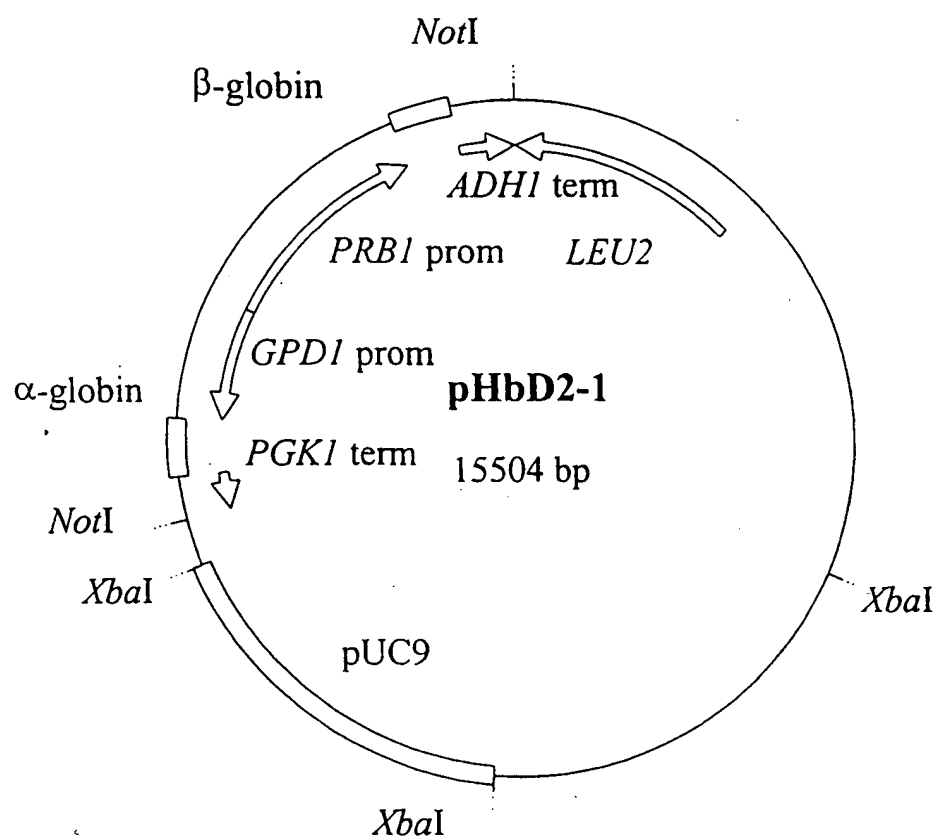 NotI
β-globin
ADH1 term
PRB1 prom
LEU2
GPD1 prom
α-globin
pHbD2-1
PGK1 term
15504 bp
NotI
XbaI
XbaI
pUC9
XbaI